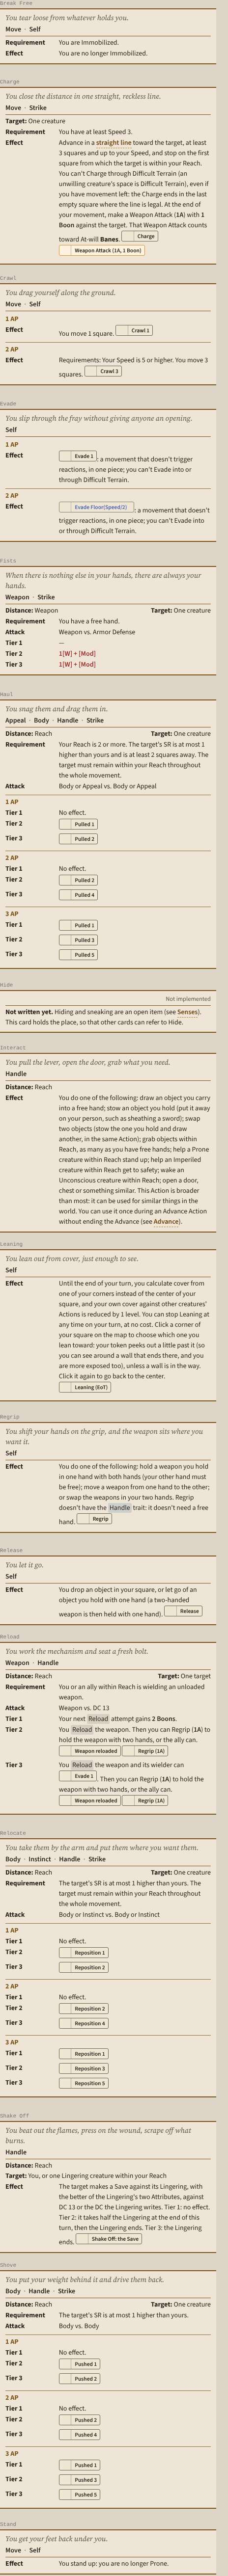 Break Free
You tear loose from whatever holds you.
Move · Self
Requirement You are Immobilized.
Effect You are no longer Immobilized.
Charge
You close the distance in one straight, reckless line.
Move · Strike
Target: One creature
Requirement You have at least Speed 3.
Effect Advance in a straight line toward the target, at least
3 squares and up to your Speed, and stop on the first
square from which the target is within your Reach.
You can't Charge through Difficult Terrain (an
unwilling creature's space is Difficult Terrain), even if
you have movement left; the Charge ends in the last
empty square where the line is legal. At the end of
your movement, make a Weapon Attack (1A) with 1
Boon against the target. That Weapon Attack counts
toward At-will Banes. Charge
Weapon Attack (1A, 1 Boon)
Crawl
You drag yourself along the ground.
Move · Self
1 AP
Effect You move 1 square. Crawl 1
2 AP
Effect Requirements: Your Speed is 5 or higher. You move 3
squares. Crawl 3
Evade
You slip through the fray without giving anyone an opening.
Self
1 AP
Effect Evade 1 : a movement that doesn't trigger
reactions, in one piece; you can't Evade into or
through Difficult Terrain.
2 AP
Effect Evade Floor(Speed/2) : a movement that doesn't
trigger reactions, in one piece; you can't Evade into
or through Difficult Terrain.
Fists
When there is nothing else in your hands, there are always your
hands.
Weapon · Strike
Distance: Weapon Target: One creature
Requirement You have a free hand.
Attack Weapon vs. Armor Defense
Tier 1 —
Tier 2 1[W] + [Mod]
Tier 3 1[W] + [Mod]
Haul
You snag them and drag them in.
Appeal · Body · Handle · Strike
Distance: Reach Target: One creature
Requirement Your Reach is 2 or more. The target's SR is at most 1
higher than yours and is at least 2 squares away. The
target must remain within your Reach throughout
the whole movement.
Attack Body or Appeal vs. Body or Appeal
1 AP
Tier 1 No effect.
Tier 2 Pulled 1
Tier 3 Pulled 2
2 AP
Tier 1 No effect.
Tier 2 Pulled 2
Tier 3 Pulled 4
3 AP
Tier 1 Pulled 1
Tier 2 Pulled 3
Tier 3 Pulled 5
Hide
Not implemented
Not written yet. Hiding and sneaking are an open item (see Senses).
This card holds the place, so that other cards can refer to Hide.
Interact
You pull the lever, open the door, grab what you need.
Handle
Distance: Reach
Effect You do one of the following: draw an object you carry
into a free hand; stow an object you hold (put it away
on your person, such as sheathing a sword); swap
two objects (stow the one you hold and draw
another, in the same Action); grab objects within
Reach, as many as you have free hands; help a Prone
creature within Reach stand up; help an Imperiled
creature within Reach get to safety; wake an
Unconscious creature within Reach; open a door,
chest or something similar. This Action is broader
than most: it can be used for similar things in the
world. You can use it once during an Advance Action
without ending the Advance (see Advance).
Leaning
You lean out from cover, just enough to see.
Self
Effect Until the end of your turn, you calculate cover from
one of your corners instead of the center of your
square, and your own cover against other creatures'
Actions is reduced by 1 level. You can stop Leaning at
any time on your turn, at no cost. Click a corner of
your square on the map to choose which one you
lean toward: your token peeks out a little past it (so
you can see around a wall that ends there, and you
are more exposed to), unless a wall is in the way.
Click it again to go back to the center.
Leaning (EoT)
Regrip
You shift your hands on the grip, and the weapon sits where you
want it.
Self
Effect You do one of the following: hold a weapon you hold
in one hand with both hands (your other hand must
be free); move a weapon from one hand to the other;
or swap the weapons in your two hands. Regrip
doesn't have the Handle trait: it doesn't need a free
hand. Regrip
Release
You let it go.
Self
Effect You drop an object in your square, or let go of an
object you hold with one hand (a two-handed
weapon is then held with one hand). Release
Reload
You work the mechanism and seat a fresh bolt.
Weapon · Handle
Distance: Reach Target: One target
Requirement You or an ally within Reach is wielding an unloaded
weapon.
Attack Weapon vs. DC 13
Tier 1 Your next Reload attempt gains 2 Boons.
Tier 2 You Reload the weapon. Then you can Regrip (1A) to
hold the weapon with two hands, or the ally can.
Weapon reloaded Regrip (1A)
Tier 3 You Reload the weapon and its wielder can
Evade 1 . Then you can Regrip (1A) to hold the
weapon with two hands, or the ally can.
Weapon reloaded Regrip (1A)
Relocate
You take them by the arm and put them where you want them.
Body · Instinct · Handle · Strike
Distance: Reach Target: One creature
Requirement The target's SR is at most 1 higher than yours. The
target must remain within your Reach throughout
the whole movement.
Attack Body or Instinct vs. Body or Instinct
1 AP
Tier 1 No effect.
Tier 2 Reposition 1
Tier 3 Reposition 2
2 AP
Tier 1 No effect.
Tier 2 Reposition 2
Tier 3 Reposition 4
3 AP
Tier 1 Reposition 1
Tier 2 Reposition 3
Tier 3 Reposition 5
Shake Off
You beat out the flames, press on the wound, scrape off what
burns.
Handle
Distance: Reach
Target: You, or one Lingering creature within your Reach
Effect The target makes a Save against its Lingering, with
the better of the Lingering's two Attributes, against
DC 13 or the DC the Lingering writes. Tier 1: no effect.
Tier 2: it takes half the Lingering at the end of this
turn, then the Lingering ends. Tier 3: the Lingering
ends. Shake Off: the Save
Shove
You put your weight behind it and drive them back.
Body · Handle · Strike
Distance: Reach Target: One creature
Requirement The target's SR is at most 1 higher than yours.
Attack Body vs. Body
1 AP
Tier 1 No effect.
Tier 2 Pushed 1
Tier 3 Pushed 2
2 AP
Tier 1 No effect.
Tier 2 Pushed 2
Tier 3 Pushed 4
3 AP
Tier 1 Pushed 1
Tier 2 Pushed 3
Tier 3 Pushed 5
Stand
You get your feet back under you.
Move · Self
Effect You stand up: you are no longer Prone.